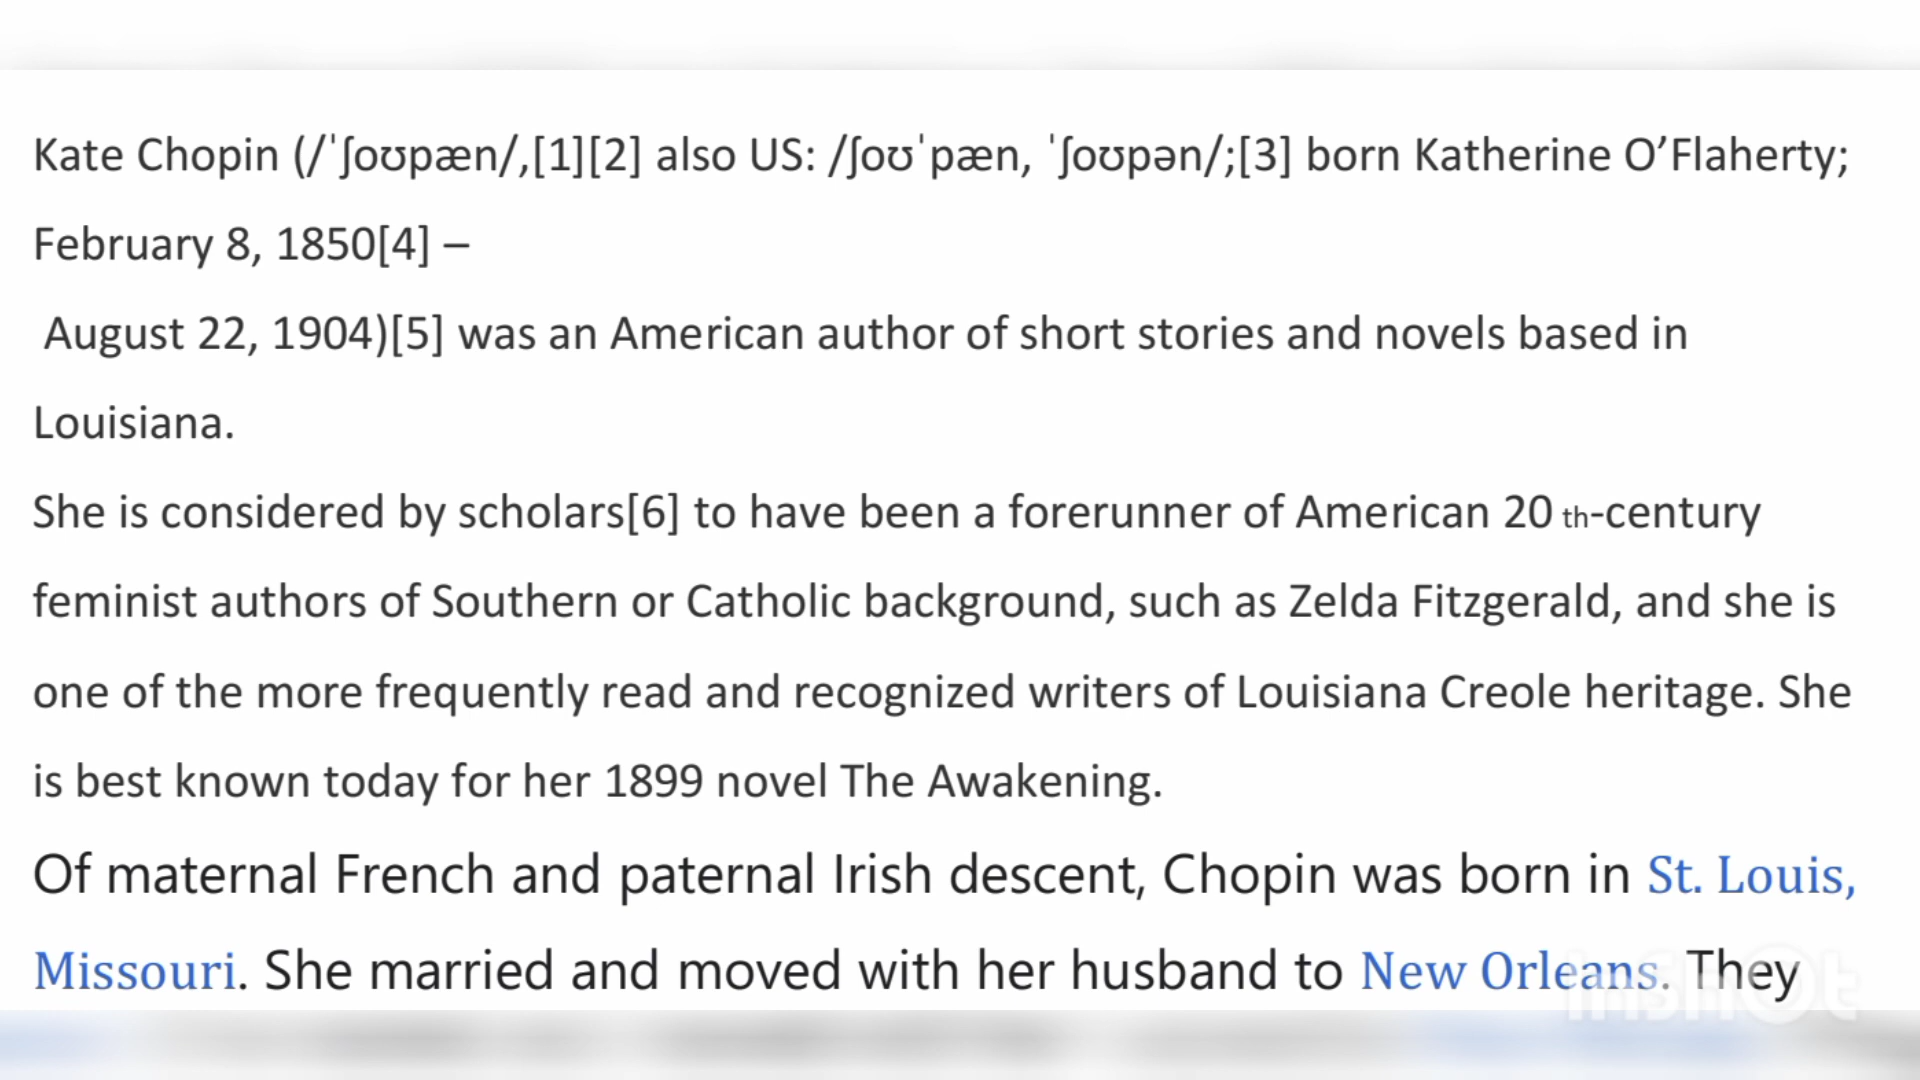 Kate Chopin (/ˈʃoʊpæn/,[1][2] also US: /ʃoʊˈpæn, ˈʃoʊpən/;[3] born Katherine O’Flaherty;
February 8, 1850[4] –
August 22, 1904)[5] was an American author of short stories and novels based in
Louisiana.
She is considered by scholars[6] to have been a forerunner of American 20 th-century
feminist authors of Southern or Catholic background, such as Zelda Fitzgerald, and she is
one of the more frequently read and recognized writers of Louisiana Creole heritage. She
is best known today for her 1899 novel The Awakening.
Of maternal French and paternal Irish descent, Chopin was born in St. Louis,
Missouri. She married and moved with her husband to New Orleans. They
InShOt